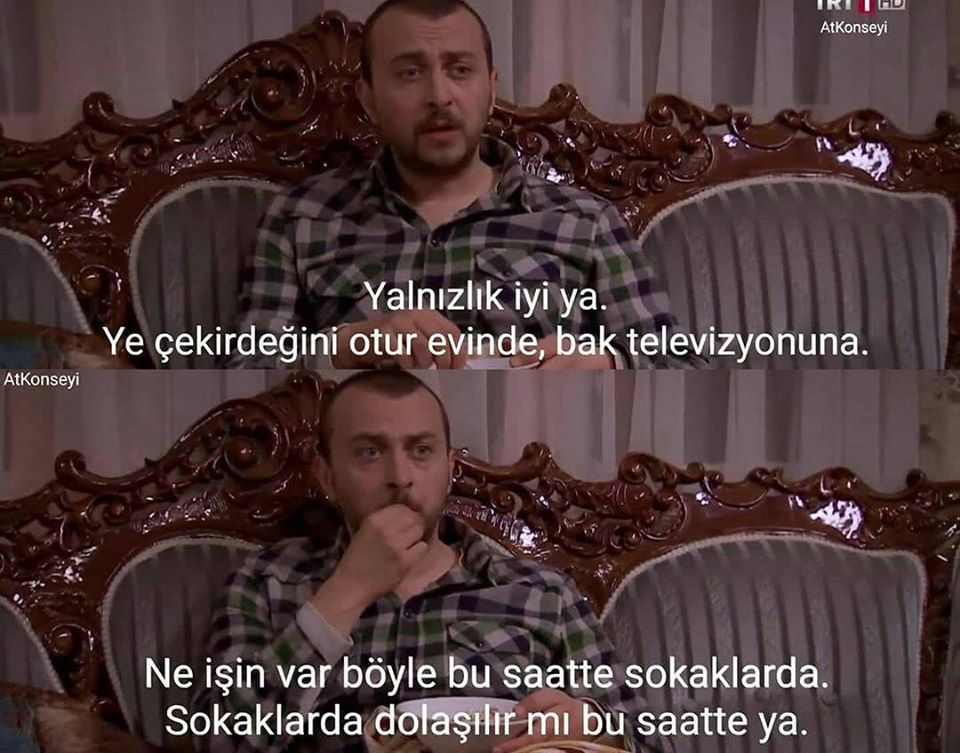 TRT 1 HD
AtKonseyi
Yalnızlık iyi ya.
Ye çekirdeğini otur evinde, bak televizyonuna.
AtKonseyi
Ne işin var böyle bu saatte sokaklarda.
Sokaklarda dolaşılır mı bu saatte ya.